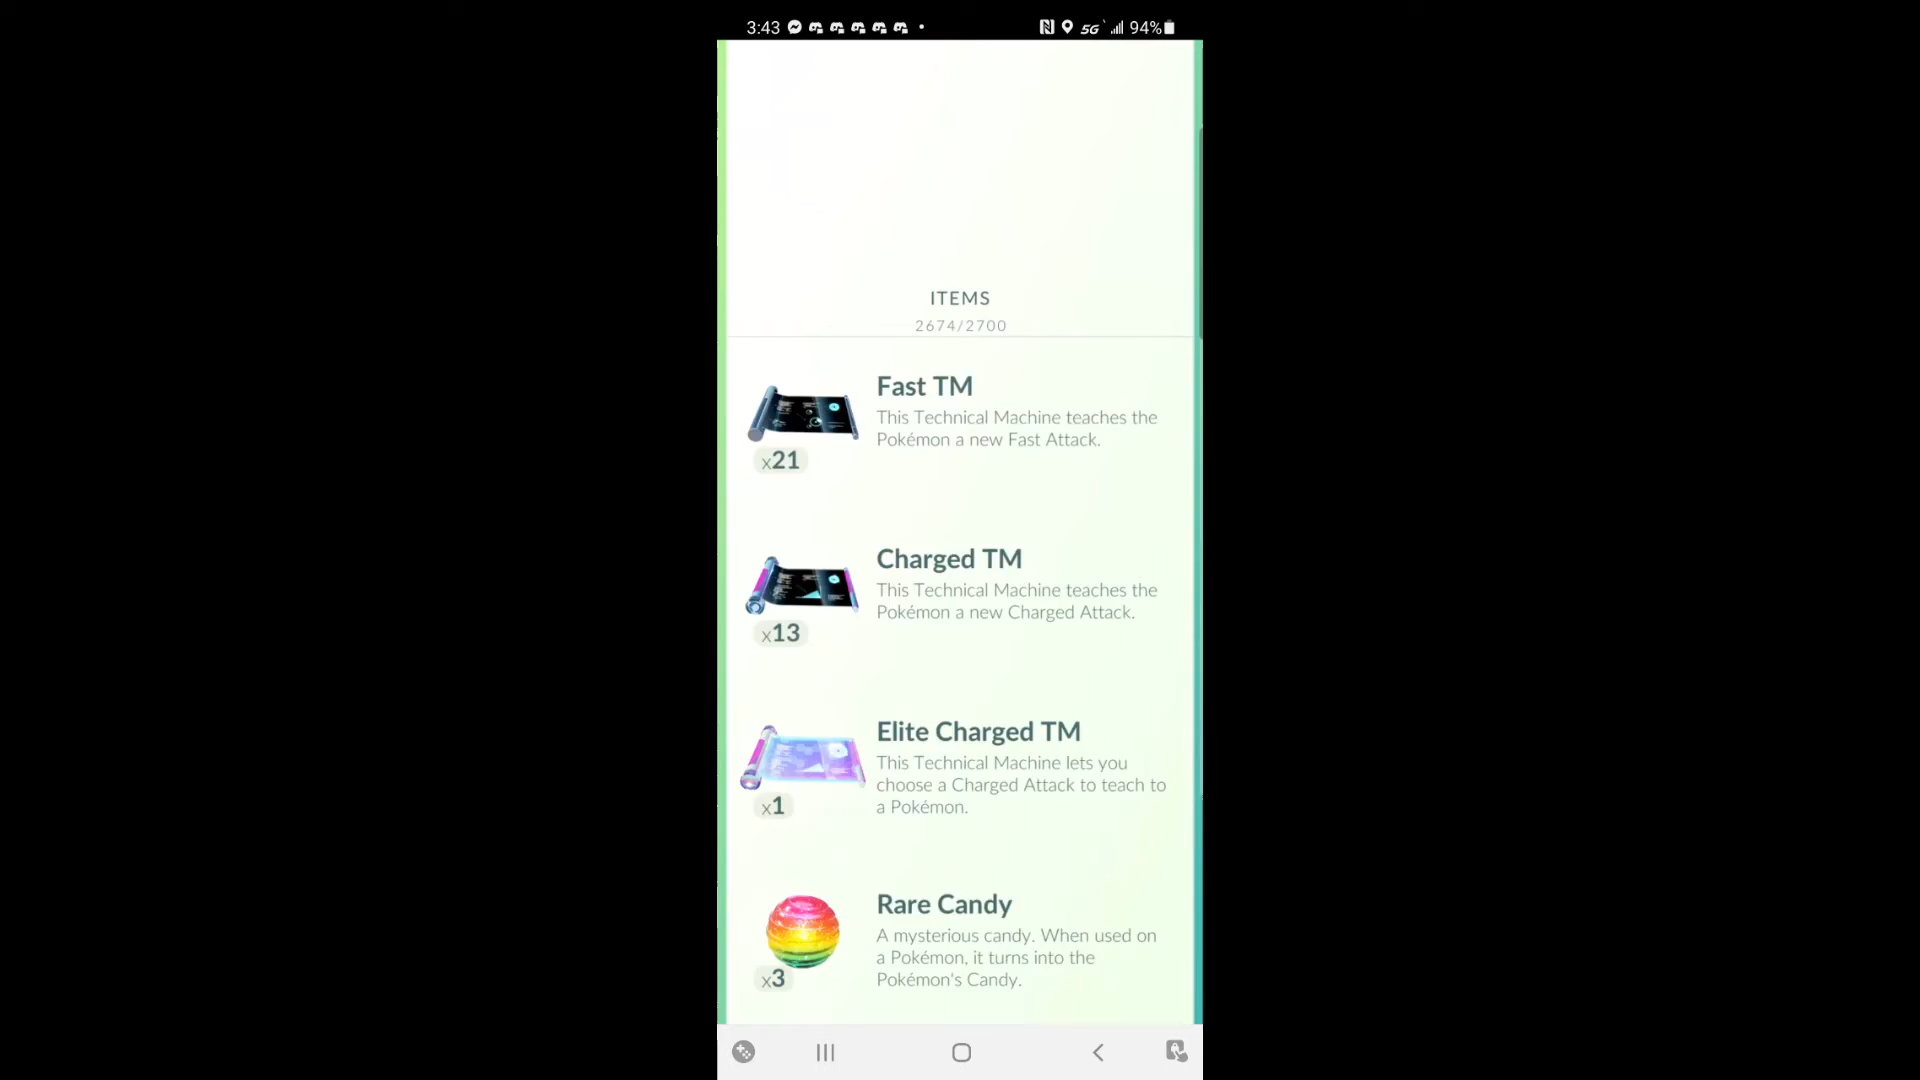 3:43
5G
94%
ITEMS
2674/2700
Fast TM
This Technical Machine teaches the
Pokémon a new Fast Attack.
x21
Charged TM
This Technical Machine teaches the
Pokémon a new Charged Attack.
x13
Elite Charged TM
This Technical Machine lets you
choose a Charged Attack to teach to
a Pokémon.
x1
Rare Candy
A mysterious candy. When used on
a Pokémon, it turns into the
Pokémon's Candy.
x3